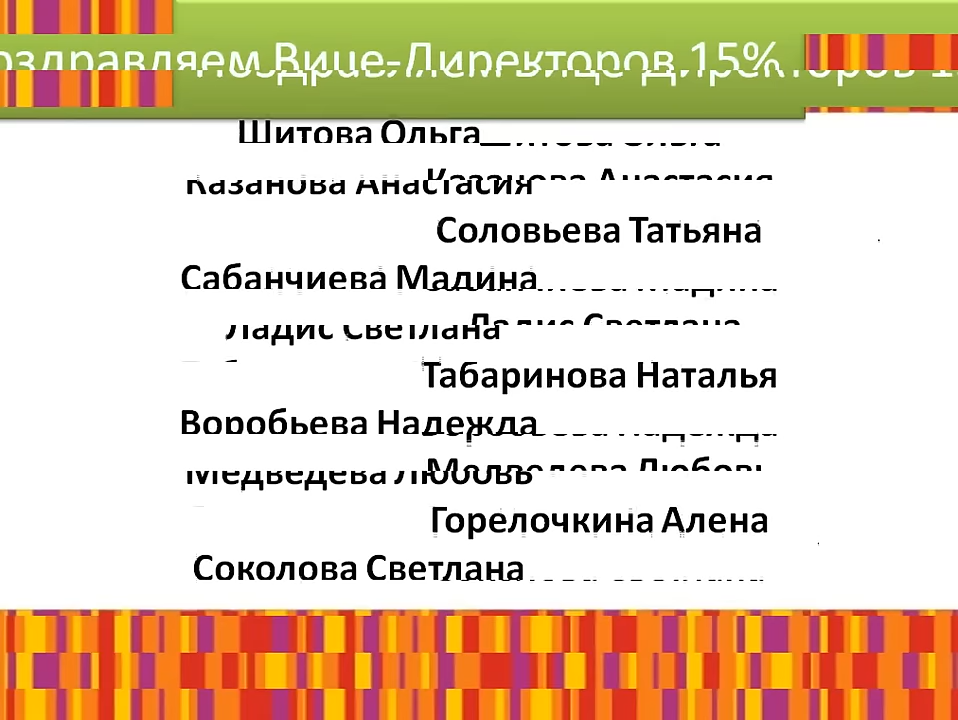 Поздравляем Вице-Директоров 15%
Шитова Ольга
Казанова Анастасия
Соловьева Татьяна
Сабанчиева Мадина
Ладис Светлана
Табаринова Наталья
Воробьева Надежда
Медведева Любовь
Горелочкина Алена
Соколова Светлана